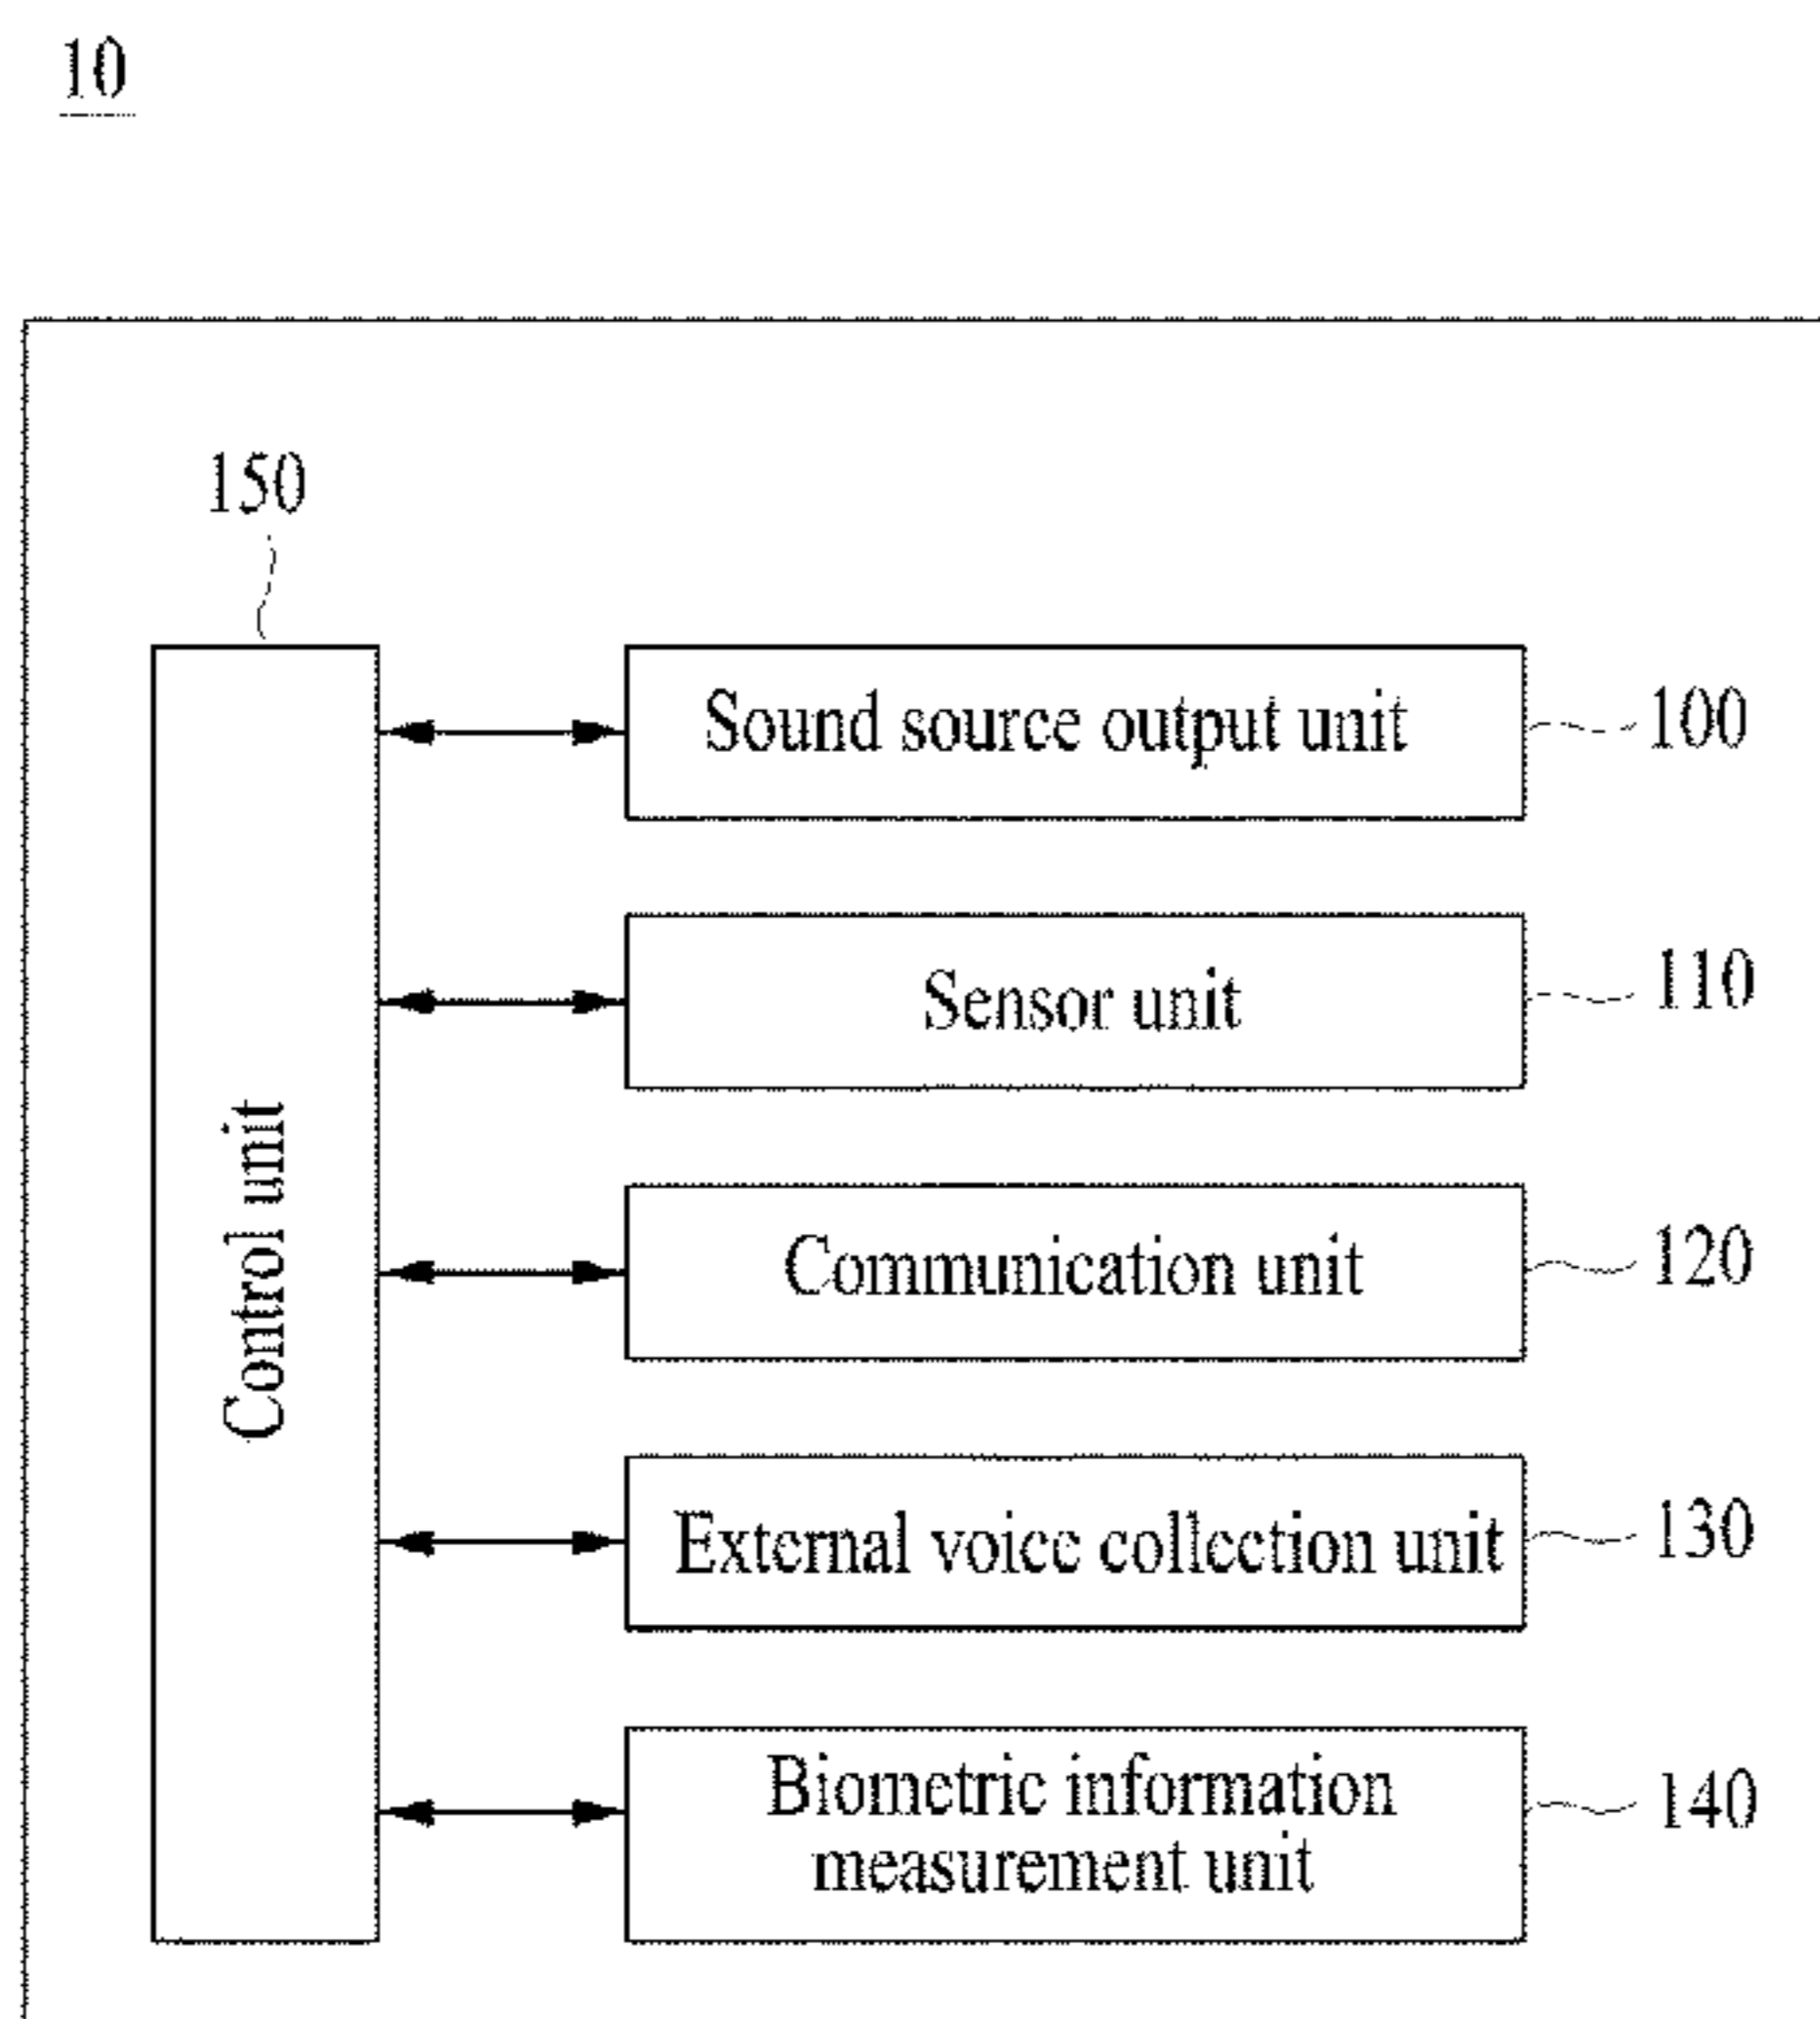 10
150
Control unit
Sound source output unit
100
Sensor unit
110
Communication unit
120
External voice collection unit
130
Biometric information
measurement unit
140